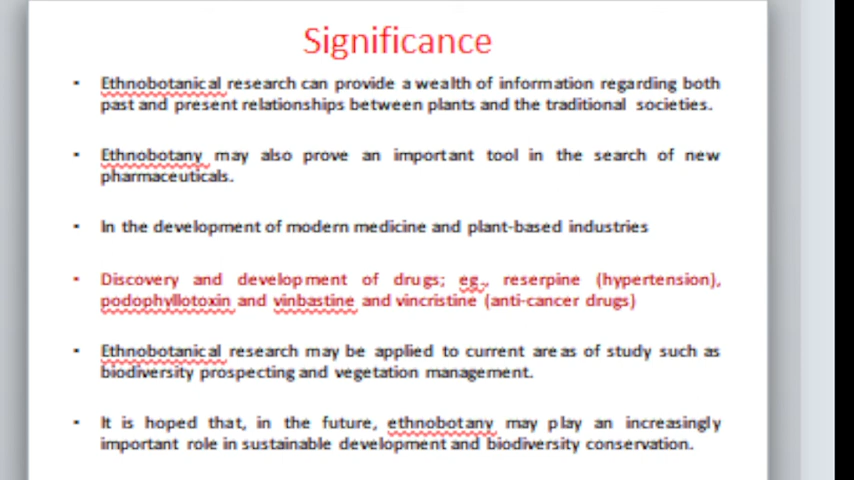 Significance
• Ethnobotanical research can provide a wealth of information regarding both
past and present relationships between plants and the traditional societies.
• Ethnobotany may also prove an important tool in the search of new
pharmaceuticals.
• In the development of modern medicine and plant-based industries
• Discovery and development of drugs; eg., reserpine (hypertension),
podophyllotoxin and vinbastine and vincristine (anti-cancer drugs)
• Ethnobotanical research may be applied to current areas of study such as
biodiversity prospecting and vegetation management.
• It is hoped that, in the future, ethnobotany may play an increasingly
important role in sustainable development and biodiversity conservation.